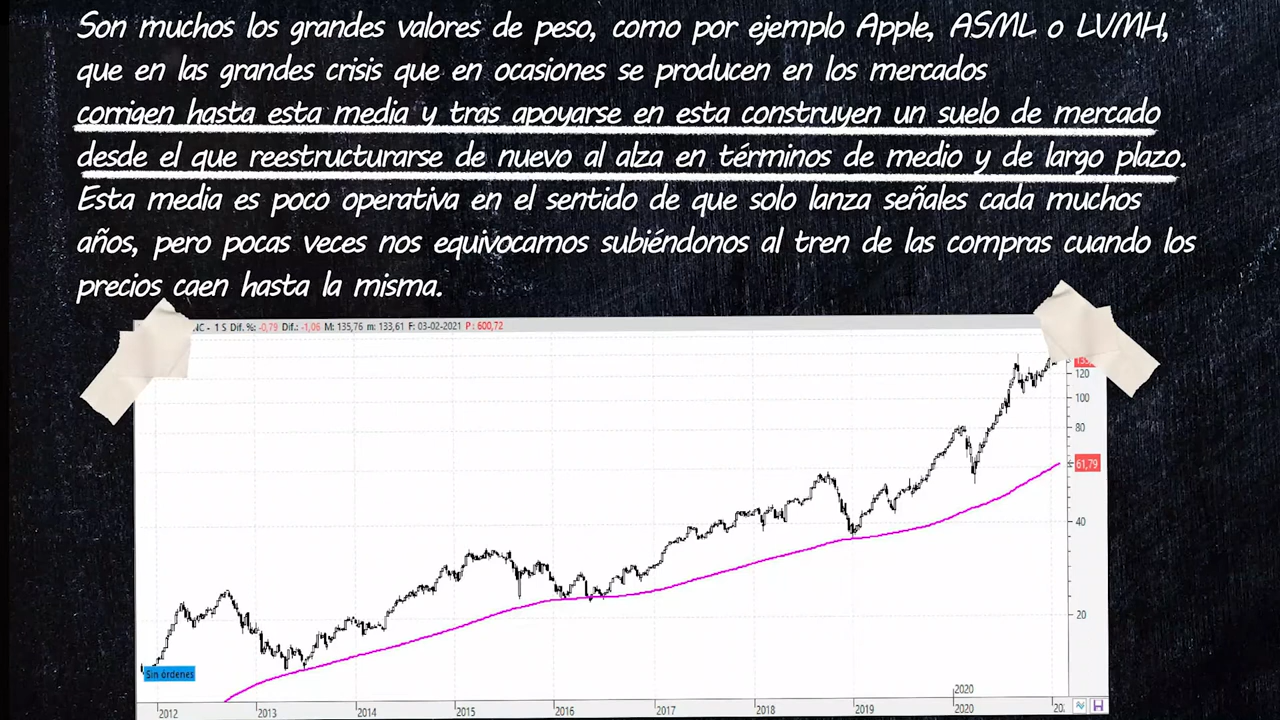 Son muchos los grandes valores de peso, como por ejemplo Apple, ASML o LVMH,
que en las grandes crisis que en ocasiones se producen en los mercados
corrigen hasta esta media y tras apoyarse en esta construyen un suelo de mercado
desde el que reestructurarse de nuevo al alza en términos de medio y de largo plazo.
Esta media es poco operativa en el sentido de que solo lanza señales cada muchos
años, pero pocas veces nos equivocamos subiéndonos al tren de las compras cuando los
precios caen hasta la misma.
NC - 1 S Dif. %: -0,79 Dif.: -1,06 M: 135,76 m: 133,61 F: 03-02-2021 P: 600,72
120
100
80
61,79
40
20
Sin órdenes
2020
2012 2013 2014 2015 2016 2017 2018 2019 2020